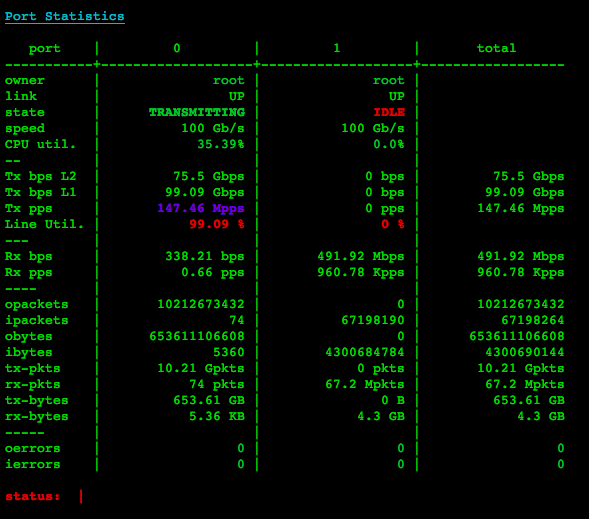 Port Statistics
port | 0 | 1 | total
-----------+-------------------+-------------------+------------------
owner | root | root |
link | UP | UP |
state | TRANSMITTING | IDLE |
speed | 100 Gb/s | 100 Gb/s |
CPU util. | 35.39% | 0.0% |
-- | | |
Tx bps L2 | 75.5 Gbps | 0 bps | 75.5 Gbps
Tx bps L1 | 99.09 Gbps | 0 bps | 99.09 Gbps
Tx pps | 147.46 Mpps | 0 pps | 147.46 Mpps
Line Util. | 99.09 % | 0 % |
--- | | |
Rx bps | 338.21 bps | 491.92 Mbps | 491.92 Mbps
Rx pps | 0.66 pps | 960.78 Kpps | 960.78 Kpps
---- | | |
opackets | 10212673432 | 0 | 10212673432
ipackets | 74 | 67198190 | 67198264
obytes | 653611106608 | 0 | 653611106608
ibytes | 5360 | 4300684784 | 4300690144
tx-pkts | 10.21 Gpkts | 0 pkts | 10.21 Gpkts
rx-pkts | 74 pkts | 67.2 Mpkts | 67.2 Mpkts
tx-bytes | 653.61 GB | 0 B | 653.61 GB
rx-bytes | 5.36 KB | 4.3 GB | 4.3 GB
----- | | |
oerrors | 0 | 0 | 0
ierrors | 0 | 0 | 0
status: |